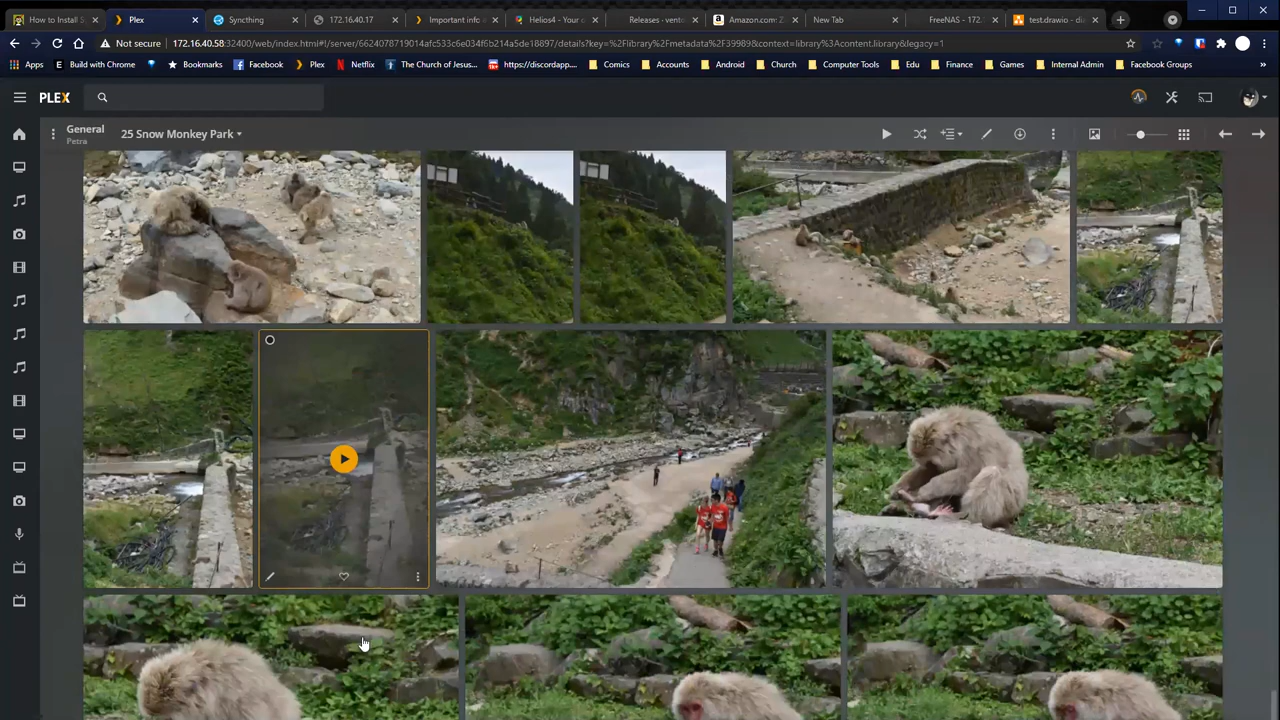 How to Install S
Plex
Syncthing
172.16.40.17
Important info i
Helios4 - Your o
Releases - vento
Amazon.com: Z
New Tab
FreeNAS - 172.1
test.drawio - dia
Not secure
172.16.40.58:32400/web/index.html#!/server/6624078719014afc533c6e034f6b214a5de18897/details?key=%2Flibrary%2Fmetadata%2F39989&context=library%3Acontent.library&legacy=1
Apps
Build with Chrome
Bookmarks
Facebook
Plex
Netflix
The Church of Jesus...
https://discordapp....
Comics
Accounts
Android
Church
Computer Tools
Edu
Finance
Games
Internal Admin
Facebook Groups
»
PLEX
General
Petra
25 Snow Monkey Park